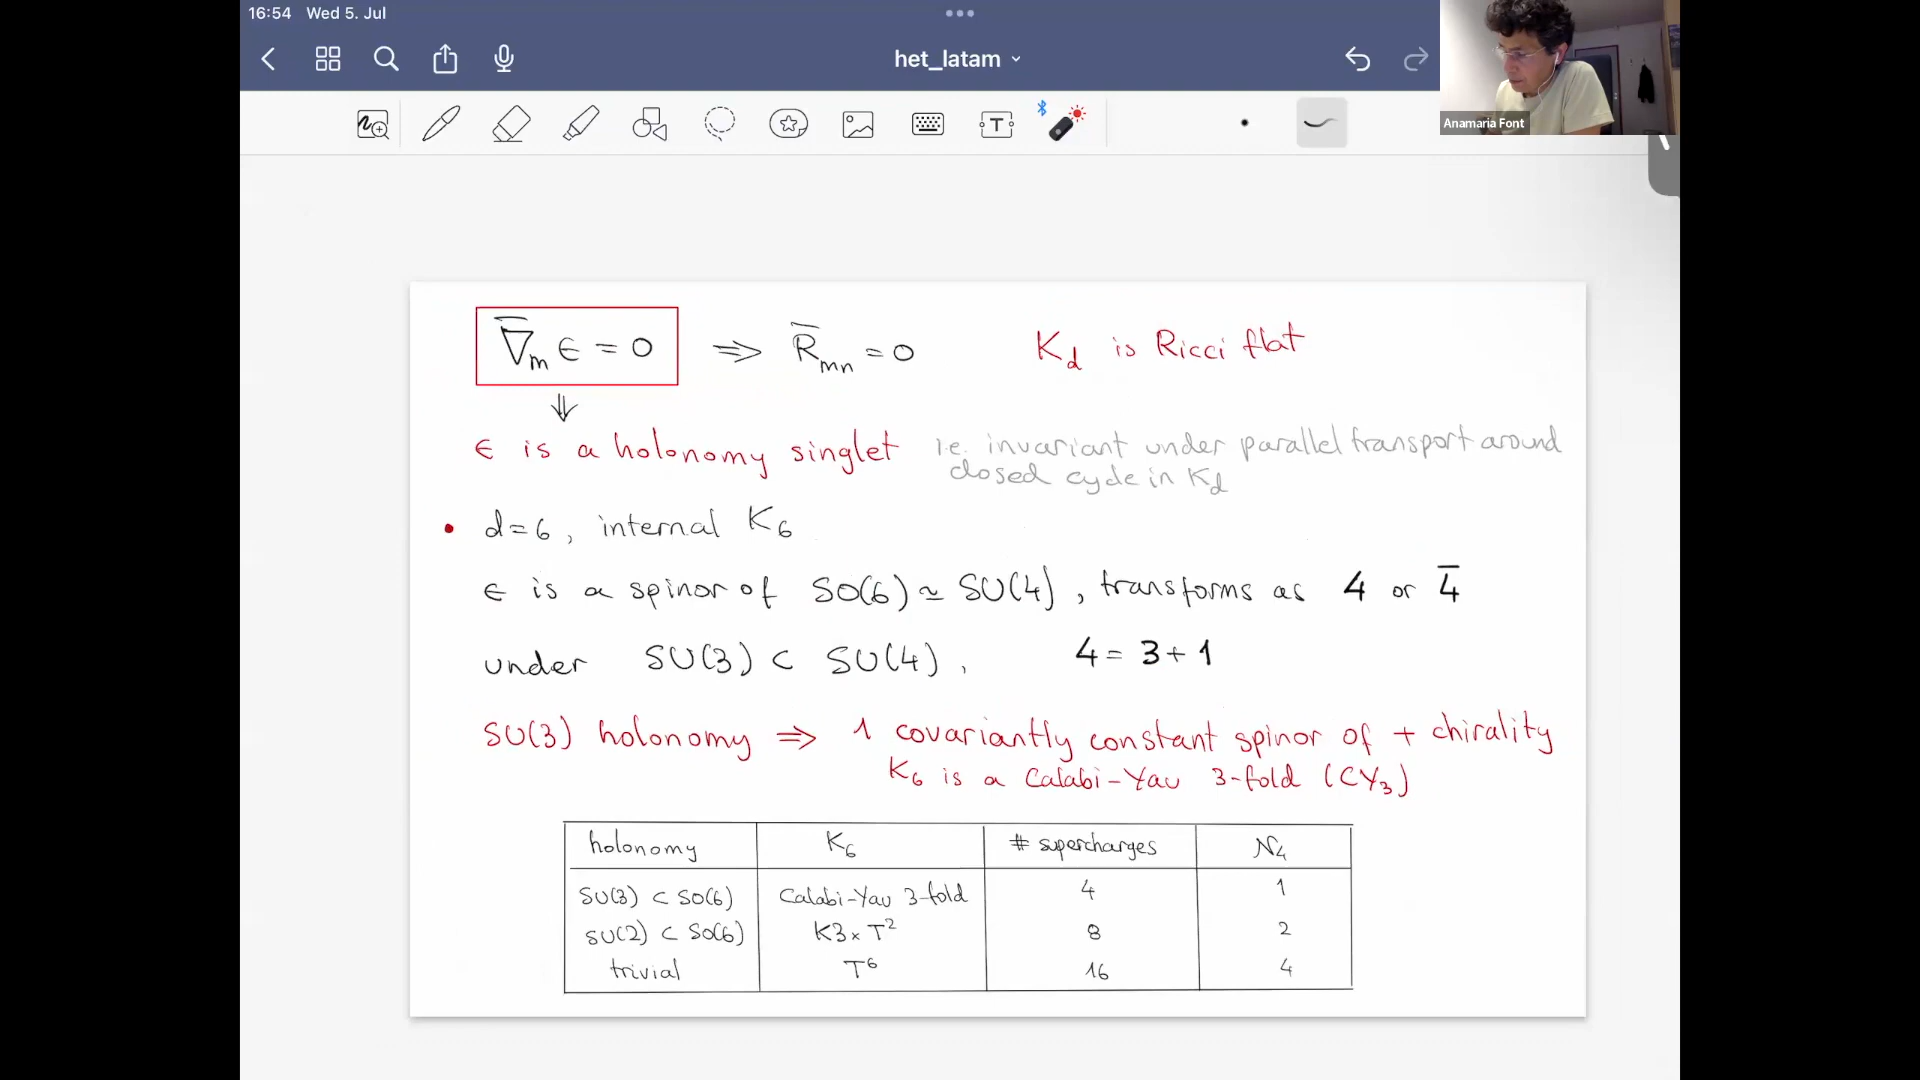 16:54 Wed 5. Jul
het_latam
T
Anamaria Font
∇̅ₘ ϵ = 0 ⇒ R̅ₘₙ = 0 K_d is Ricci flat
⇓
ϵ is a holonomy singlet i.e. invariant under parallel transport around
closed cycle in K_d
• d=6, internal K₆
ϵ is a spinor of SO(6) ≃ SU(4), transforms as 4 or 4̅
under SU(3) ⊂ SU(4), 4 = 3+1
SU(3) holonomy ⇒ 1 covariantly constant spinor of + chirality
K₆ is a Calabi-Yau 3-fold (CY₃)
holonomy K₆ # supercharges N₄
SU(3) ⊂ SO(6) Calabi-Yau 3-fold 4 1
SU(2) ⊂ SO(6) K3 × T² 8 2
trivial T⁶ 16 4